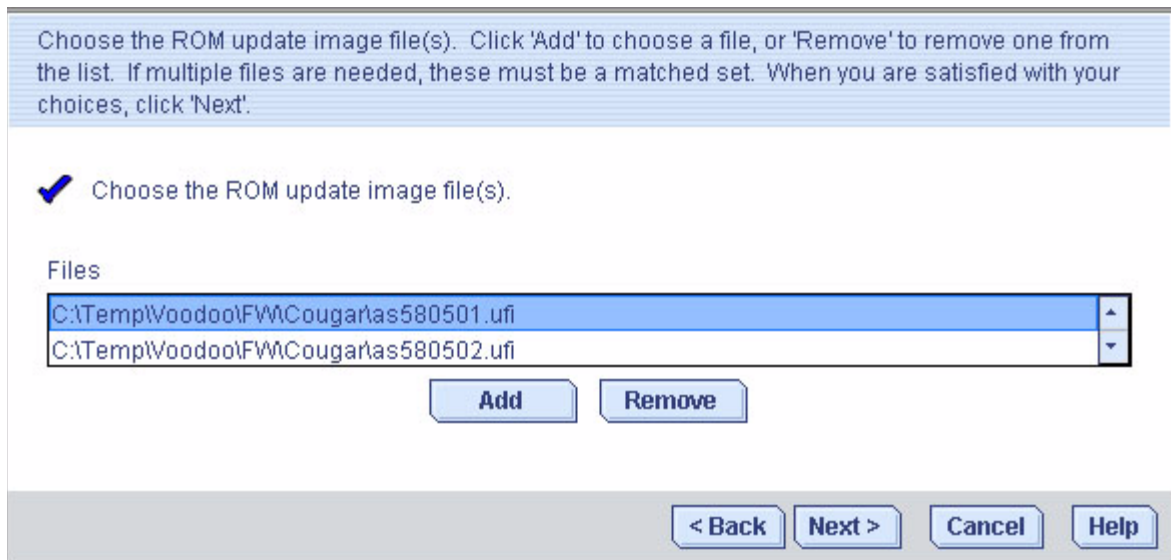 Choose the ROM update image file(s).  Click 'Add' to choose a file, or 'Remove' to remove one from
the list.  If multiple files are needed, these must be a matched set.  When you are satisfied with your
choices, click 'Next'.
Choose the ROM update image file(s).
Files
C:\Temp\Voodoo\FW\Cougar\as580501.ufi
C:\Temp\Voodoo\FW\Cougar\as580502.ufi
Add Remove
< Back Next > Cancel Help